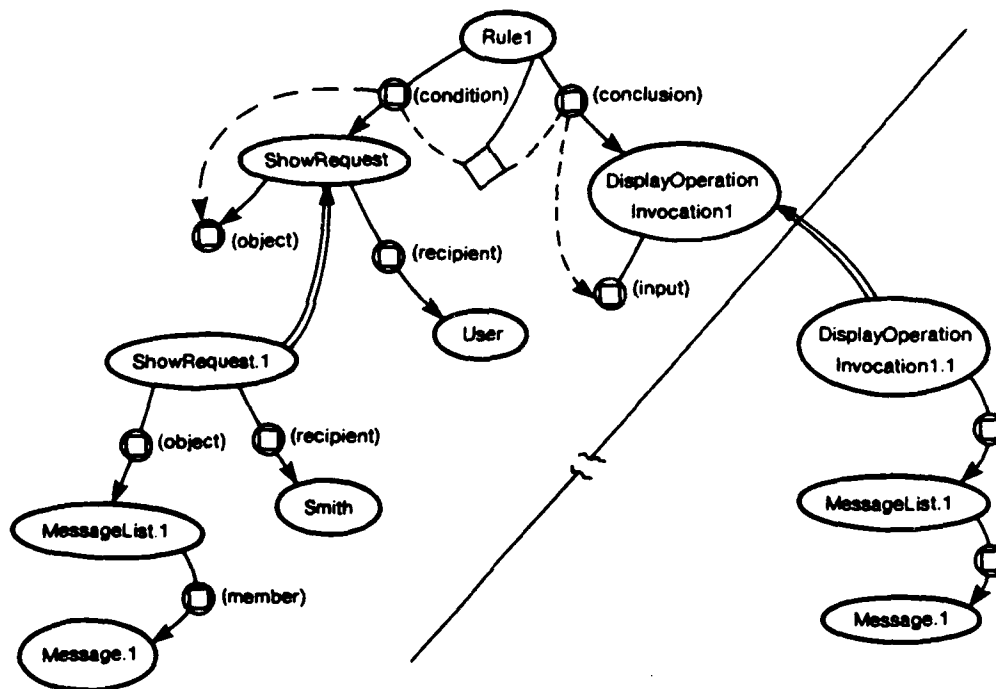 Rule1
(condition)
(conclusion)
ShowRequest
DisplayOperation
Invocation1
(object)
(recipient)
(input)
User
ShowRequest.1
DisplayOperation
Invocation1.1
(object)
(recipient)
Smith
MessageList.1
MessageList.1
(member)
Message.1
Message.1